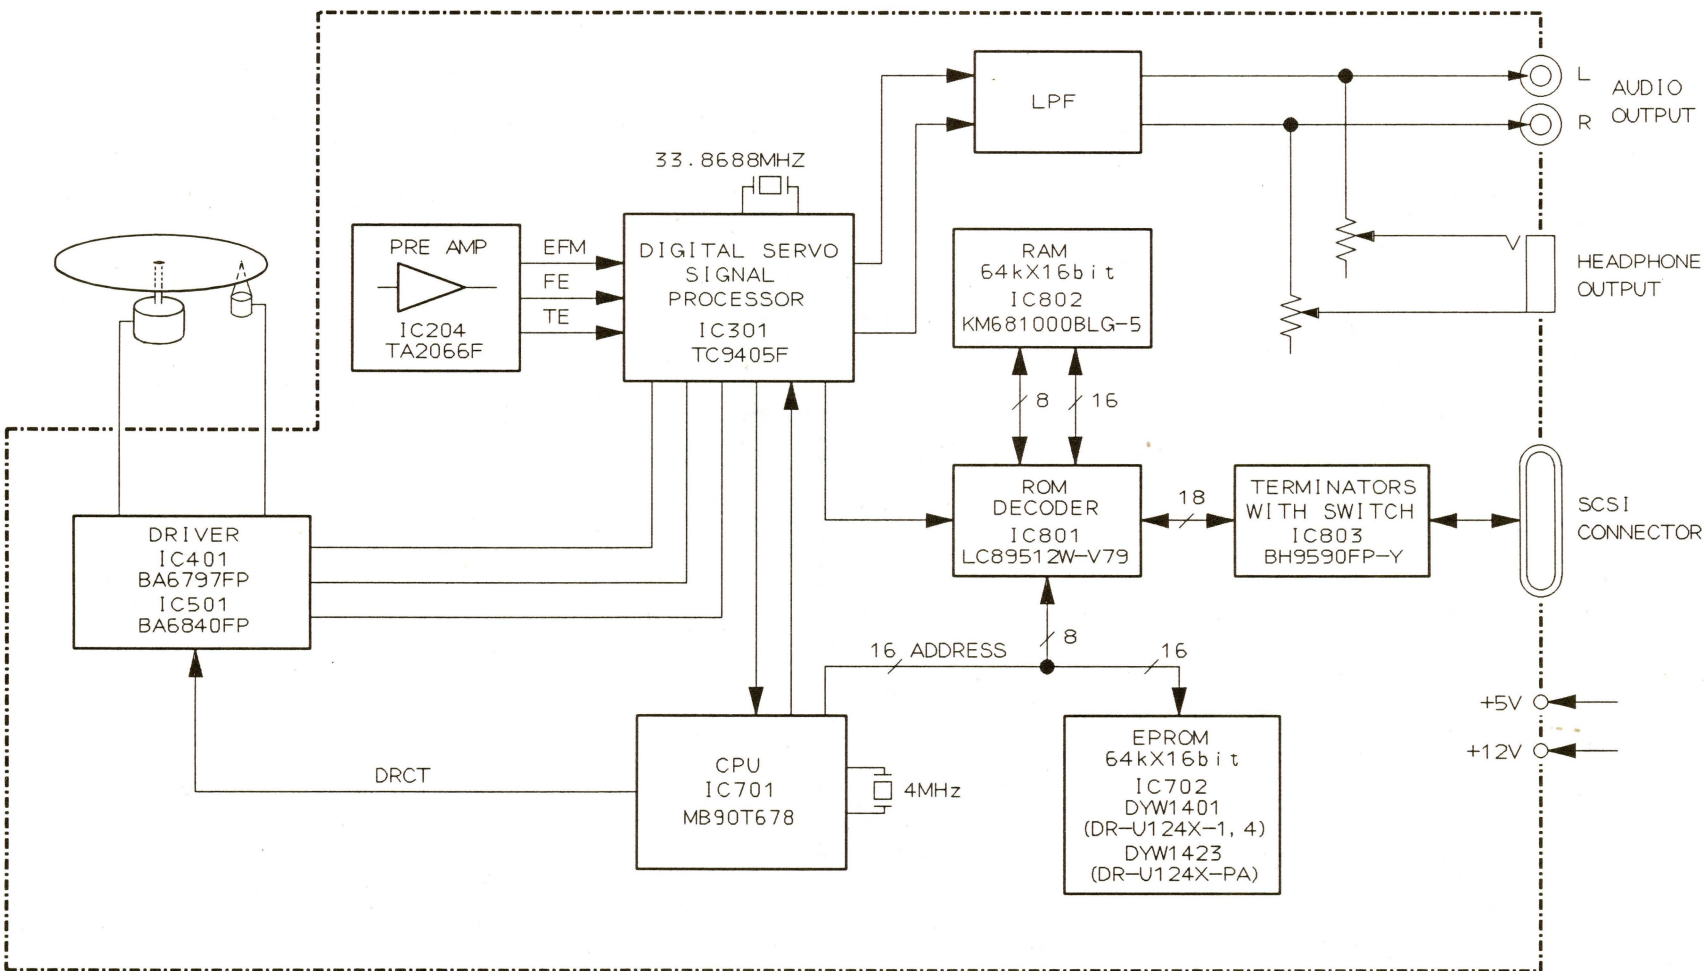 LPF
L
R
AUDIO
OUTPUT
33.8688MHZ
PRE AMP
IC204
TA2066F
EFM
FE
TE
DIGITAL SERVO
SIGNAL
PROCESSOR
IC301
TC9405F
RAM
64kX16bit
IC802
KM681000BLG-5
HEADPHONE
OUTPUT
8
16
DRIVER
IC401
BA6797FP
IC501
BA6840FP
ROM
DECODER
IC801
LC89512W-V79
18
TERMINATORS
WITH SWITCH
IC803
BH9590FP-Y
SCSI
CONNECTOR
8
16 ADDRESS
16
+5V
+12V
DRCT
CPU
IC701
MB90T678
4MHz
EPROM
64kX16bit
IC702
DYW1401
(DR-U124X-1, 4)
DYW1423
(DR-U124X-PA)